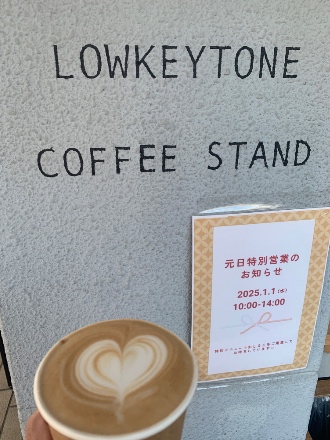 LOWKEYTONE
COFFEE STAND
元日特別営業の
お知らせ
2025.1.1(水)
10:00-14:00